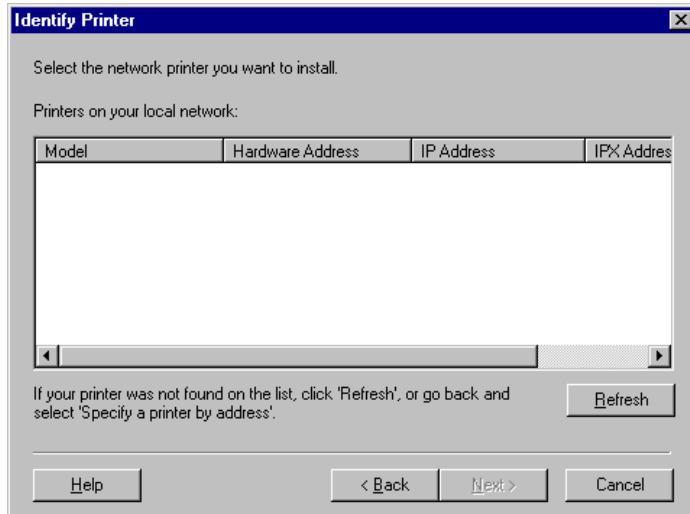 Identify Printer
Select the network printer you want to install.
Printers on your local network:
Model Hardware Address IP Address IPX Addres
If your printer was not found on the list, click 'Refresh', or go back and
select 'Specify a printer by address'.
Refresh
Help < Back Next > Cancel